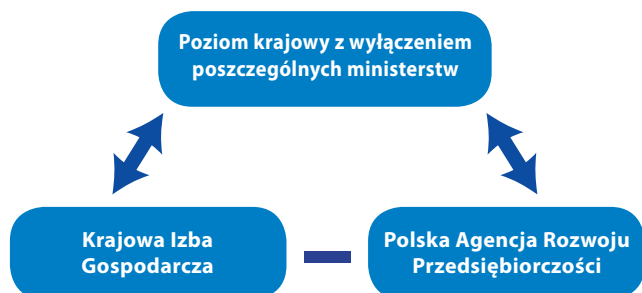 Poziom krajowy z wyłączeniem
poszczególnych ministerstw
Krajowa Izba
Gospodarcza
Polska Agencja Rozwoju
Przedsiębiorczości